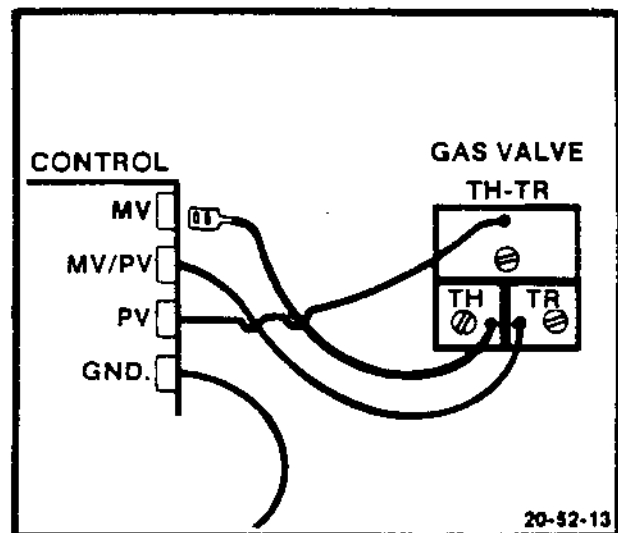 CONTROL
MV
MV/PV
PV
GND.
GAS VALVE
TH-TR
TH
TR
20-52-13